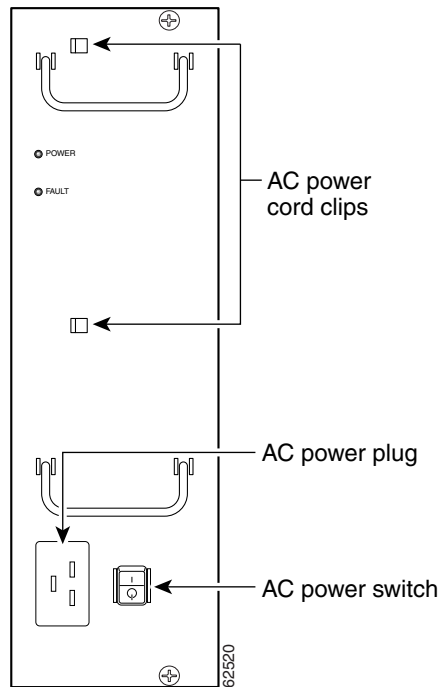 POWER
FAULT
AC power
cord clips
AC power plug
AC power switch
62520